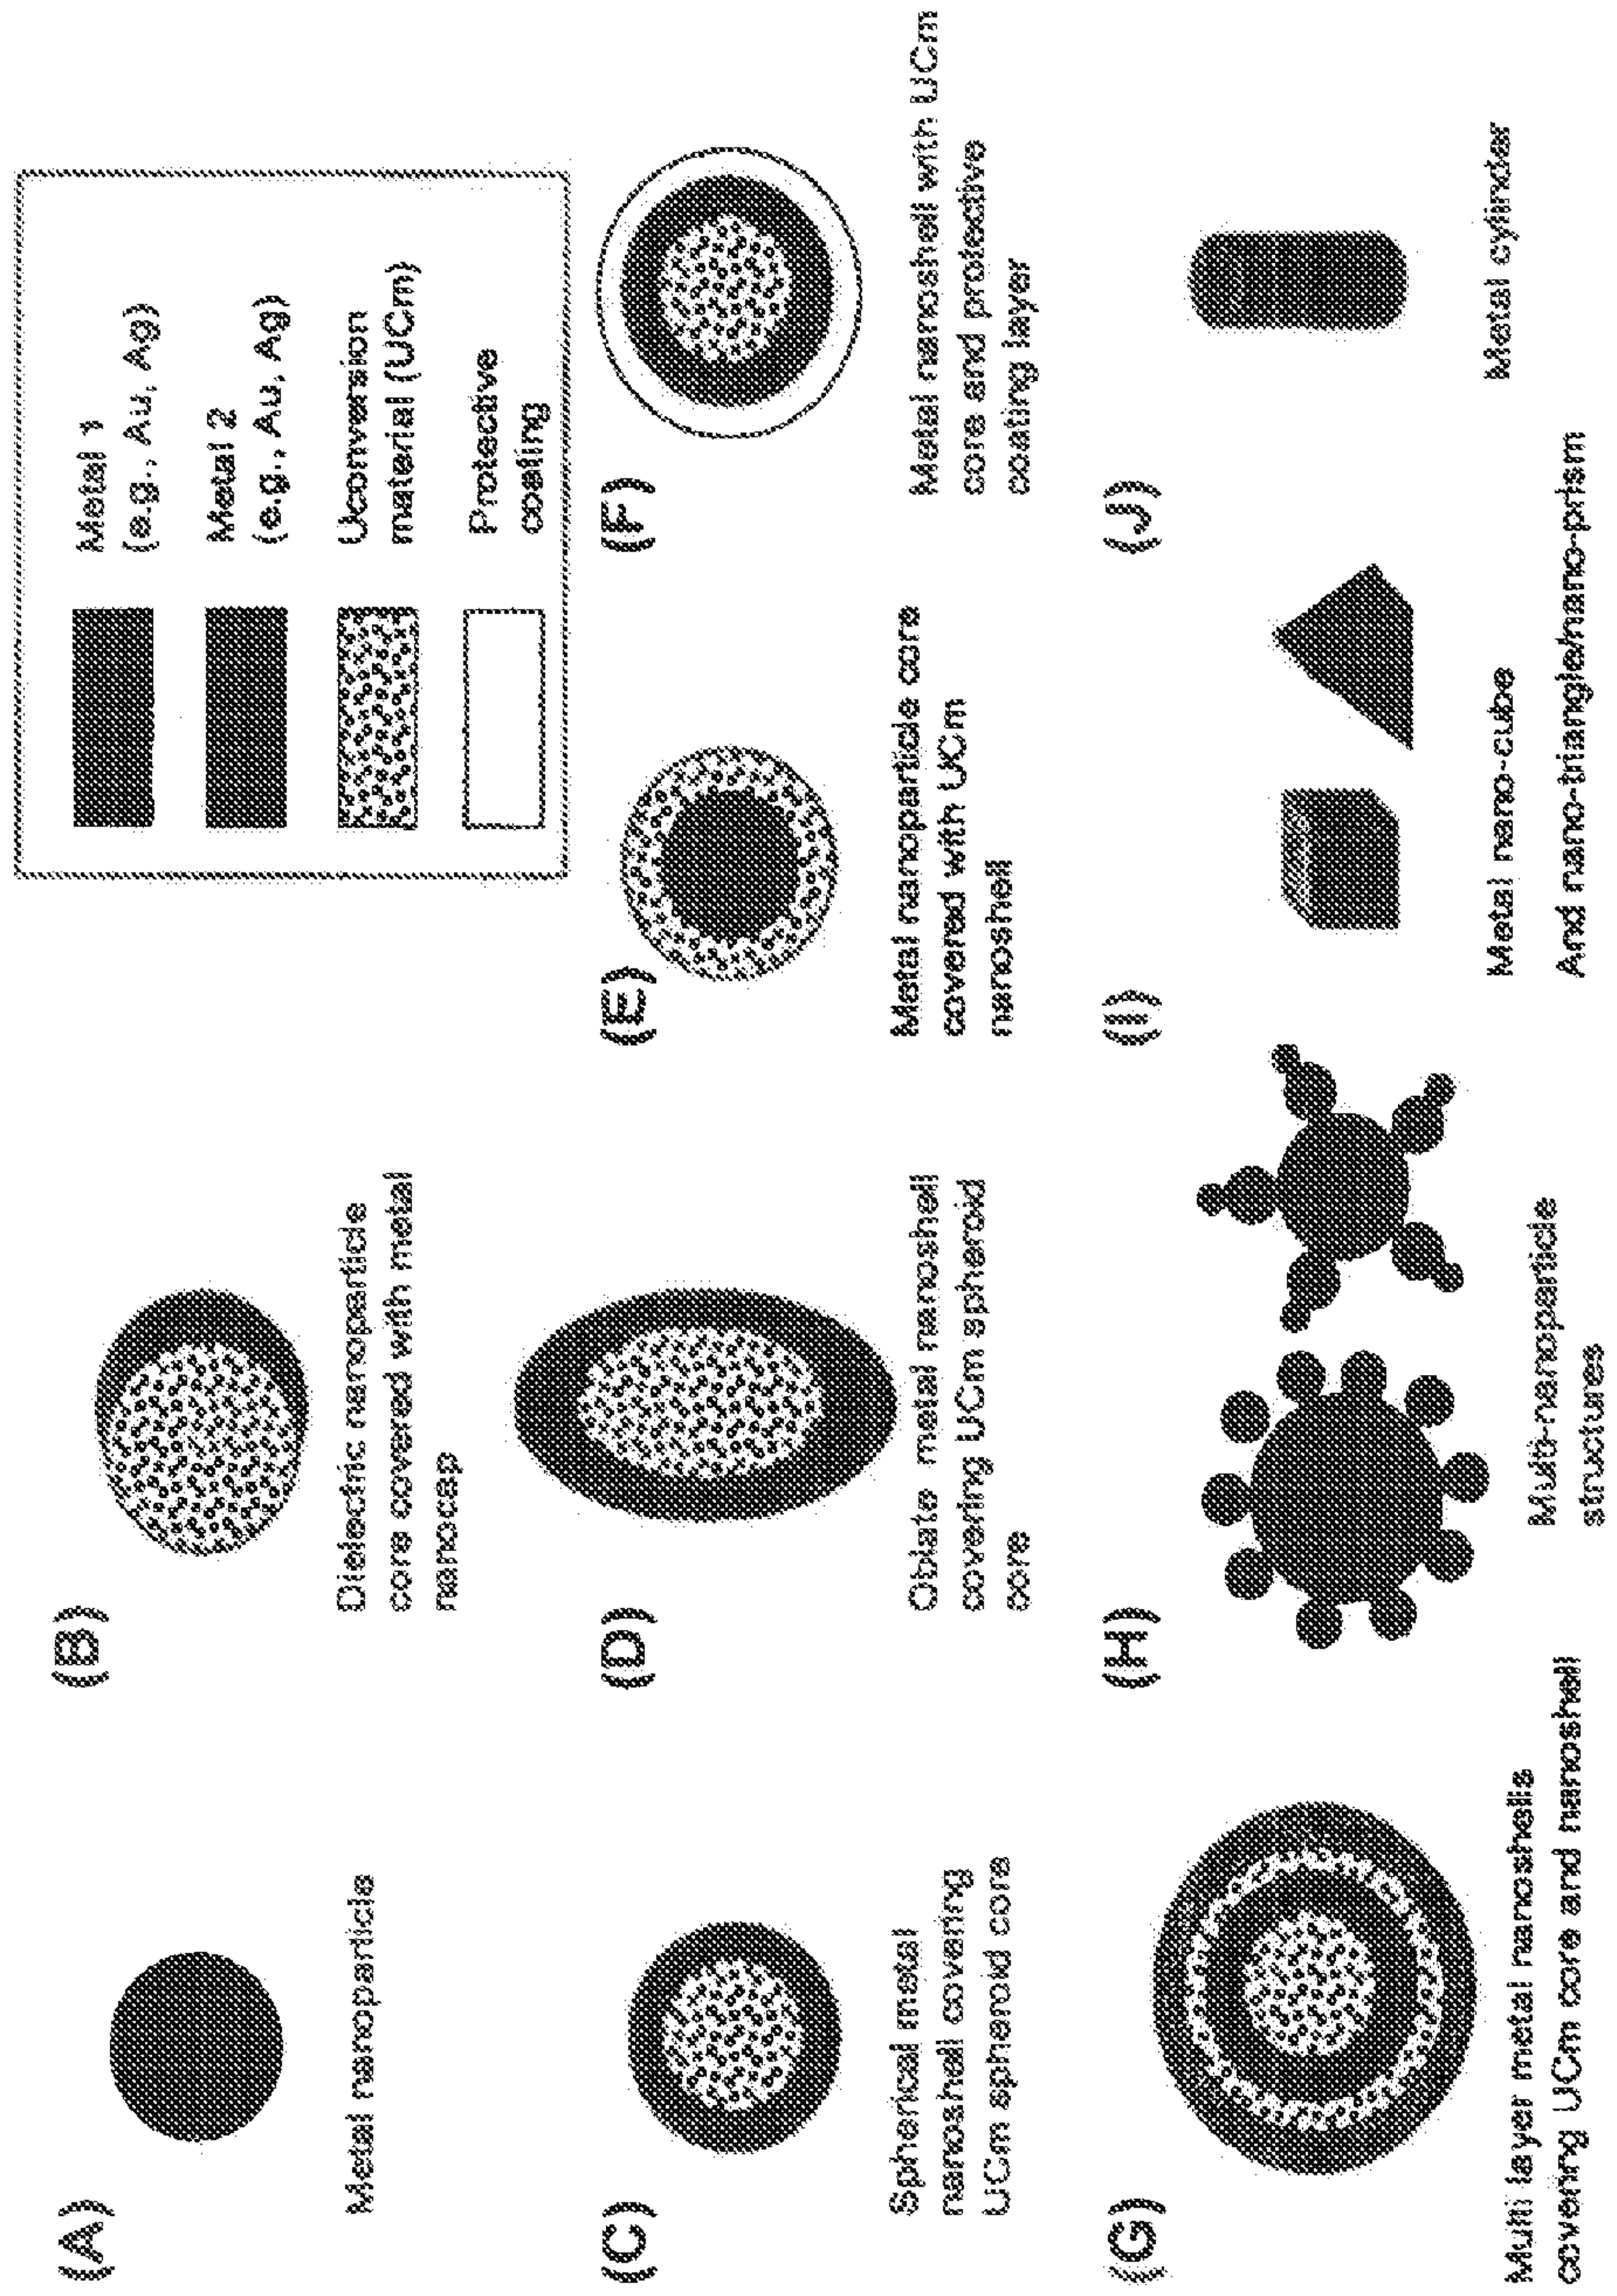 (A)
Metal nanoparticle
(B)
Dielectric nanoparticle
core covered with metal
nanocap
Metal 1
(e.g., Au, Ag)
Metal 2
(e.g., Au, Ag)
Uconversion
material (UCm)
Protective
coating
(C)
Spherical metal
nanoshell covering
UCm spheroid core
(D)
Oblate metal nanoshell
covering UCm spheroid
core
(E)
Metal nanoparticle core
covered with UCm
nanoshell
(F)
Metal nanoshell with UCm
core and protective
coating layer
(G)
Multi layer metal nanoshells
covering UCm core and nanoshell
(H)
Multi-nanoparticle
structures
(I)
Metal nano-cube
And nano-triangle/nano-prism
(J)
Metal cylinder